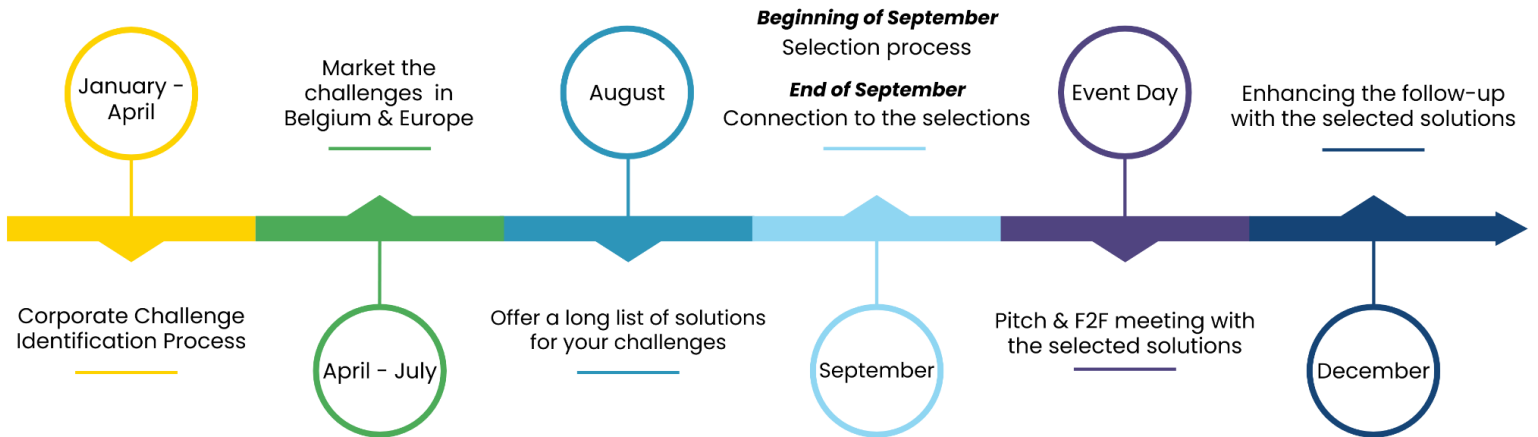 January -
April
Corporate Challenge
Identification Process
Market the
challenges in
Belgium & Europe
April - July
August
Offer a long list of solutions
for your challenges
Beginning of September
Selection process
End of September
Connection to the selections
September
Event Day
Pitch & F2F meeting with
the selected solutions
Enhancing the follow-up
with the selected solutions
December